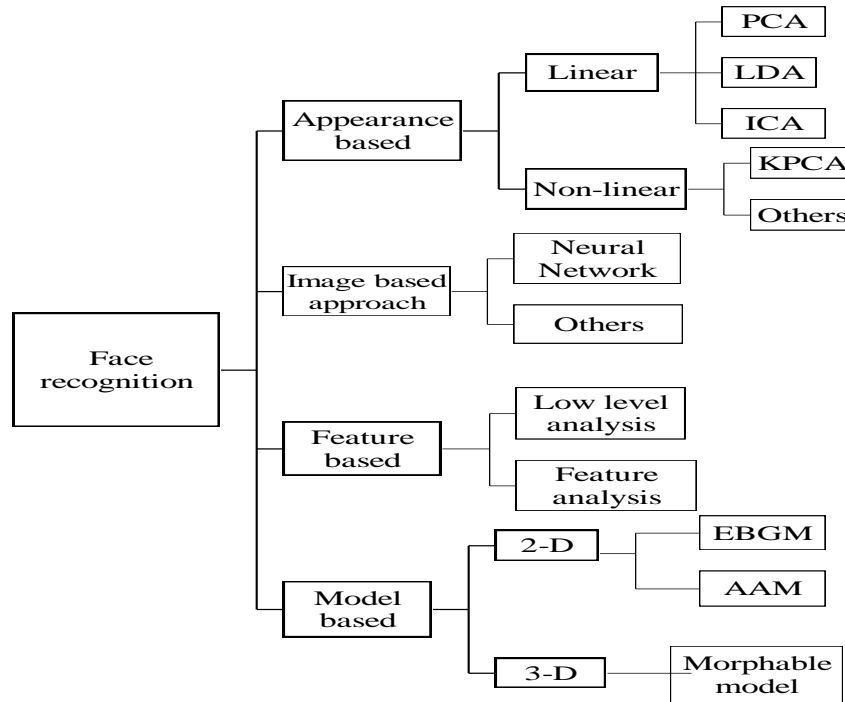 Face
recognition
Appearance
based
Linear
PCA
LDA
ICA
Non-linear
KPCA
Others
Image based
approach
Neural
Network
Others
Feature
based
Low level
analysis
Feature
analysis
Model
based
2-D
EBGM
AAM
3-D
Morphable
model